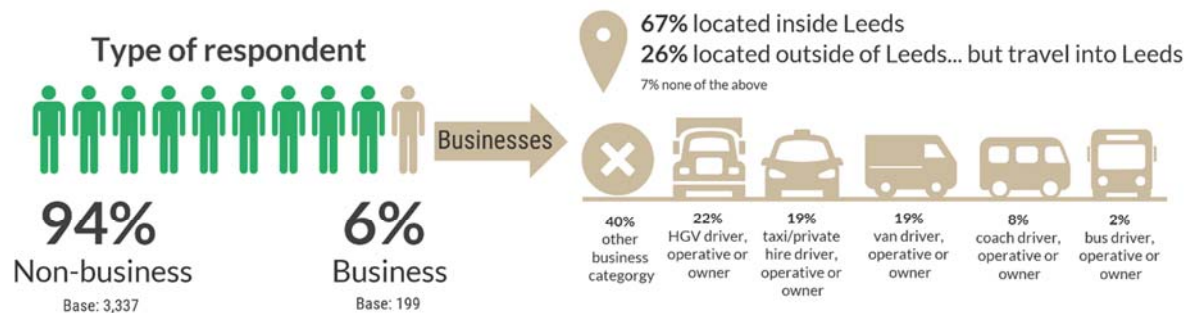 Type of respondent
94%
Non-business
Base: 3,337
6%
Business
Base: 199
Businesses
67% located inside Leeds
26% located outside of Leeds... but travel into Leeds
7% none of the above
40%
other
business
categorgy
22%
HGV driver,
operative or
owner
19%
taxi/private
hire driver,
operative or
owner
19%
van driver,
operative or
owner
8%
coach driver,
operative or
owner
2%
bus driver,
operative or
owner